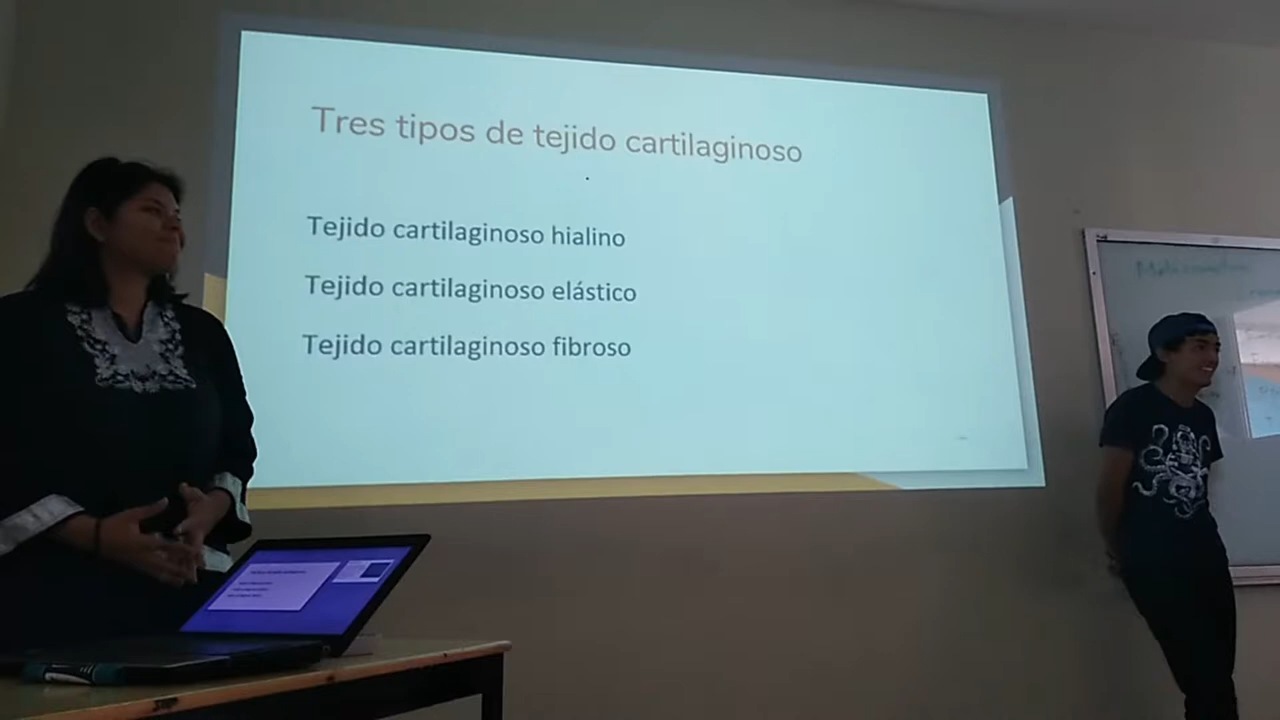 Tres tipos de tejido cartilaginoso
Tejido cartilaginoso hialino
Tejido cartilaginoso elástico
Tejido cartilaginoso fibroso